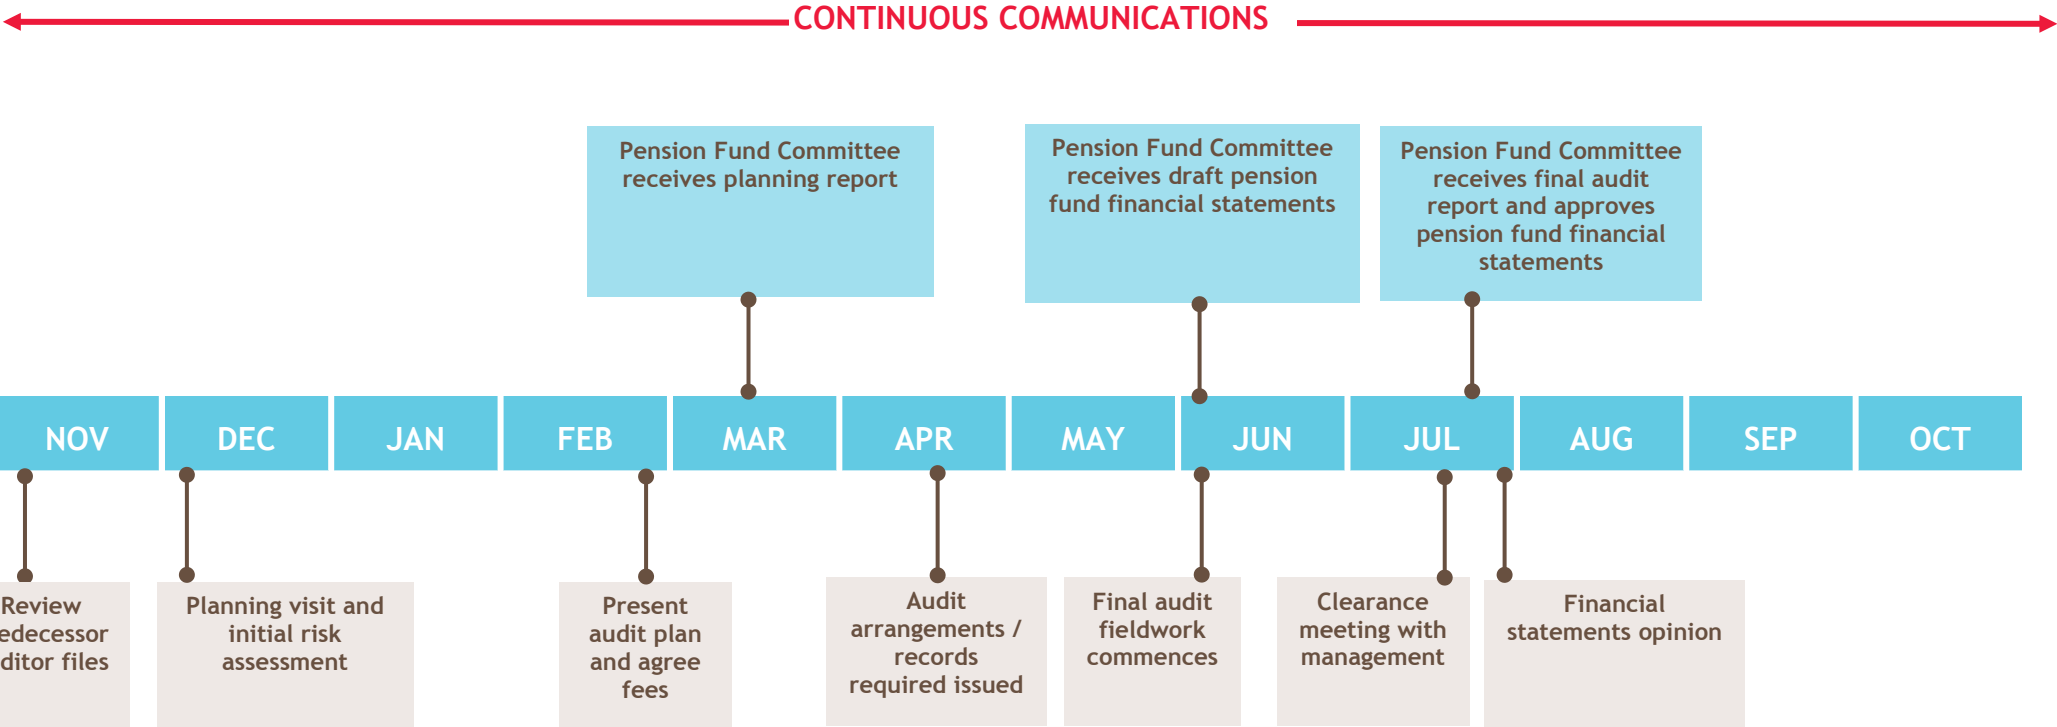 CONTINUOUS COMMUNICATIONS
Pension Fund Committee
receives planning report
Pension Fund Committee
receives draft pension
fund financial statements
Pension Fund Committee
receives final audit
report and approves
pension fund financial
statements
NOV
DEC
JAN
FEB
MAR
APR
MAY
JUN
JUL
AUG
SEP
OCT
Review
edecessor
ditor files
Planning visit and
initial risk
assessment
Present
audit plan
and agree
fees
Audit
arrangements /
records
required issued
Final audit
fieldwork
commences
Clearance
meeting with
management
Financial
statements opinion